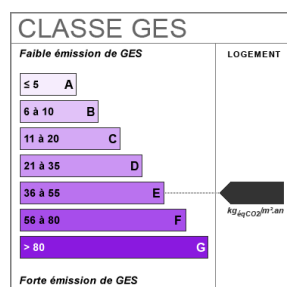 CLASSE GES
Faible émission de GES
LOGEMENT
≤ 5 A
6 à 10 B
11 à 20 C
21 à 35 D
36 à 55 E
56 à 80 F
> 80 G
kgéqCO2/m².an
Forte émission de GES